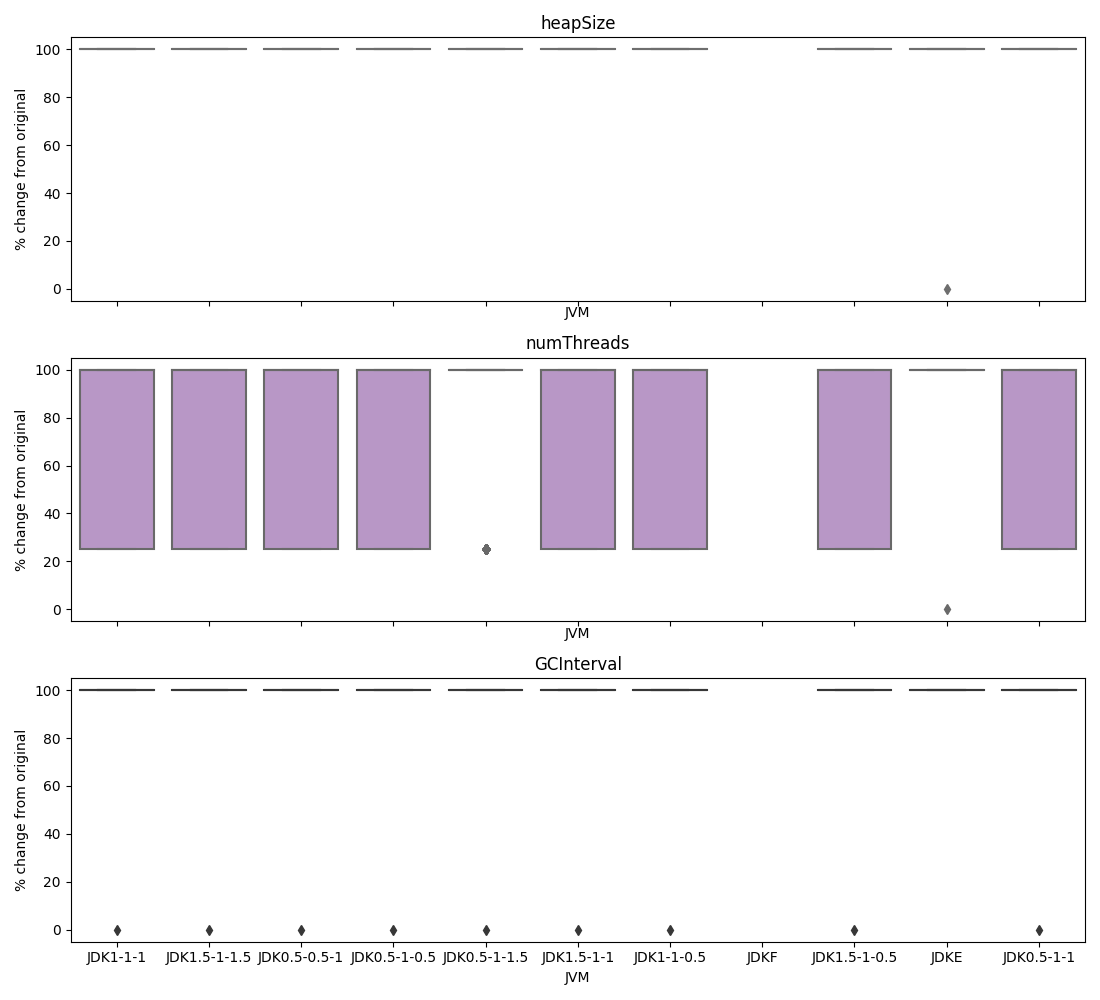 heapSize
100
80
60
40
20
0
% change from original
JVM
numThreads
100
80
60
40
20
0
% change from original
JVM
GCInterval
100
80
60
40
20
0
% change from original
JDK1-1-1 JDK1.5-1-1.5 JDK0.5-0.5-1 JDK0.5-1-0.5 JDK0.5-1-1.5 JDK1.5-1-1 JDK1-1-0.5 JDKF JDK1.5-1-0.5 JDKE JDK0.5-1-1
JVM